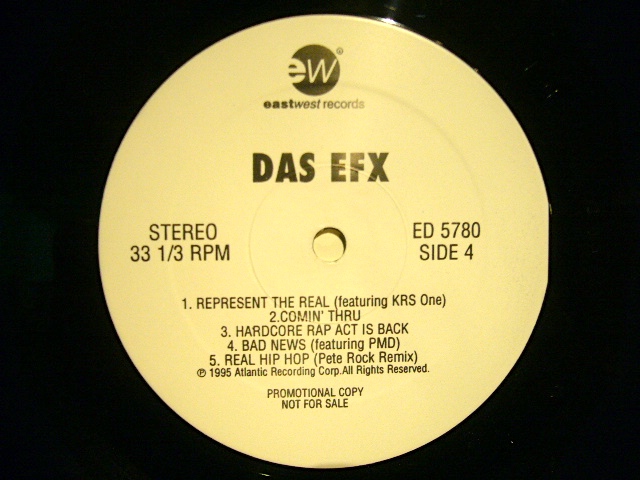 ew®
eastwest records
DAS EFX
STEREO
33 1/3 RPM
ED 5780
SIDE 4
1. REPRESENT THE REAL (featuring KRS One)
2.COMIN' THRU
3. HARDCORE RAP ACT IS BACK
4. BAD NEWS (featuring PMD)
5. REAL HIP HOP (Pete Rock Remix)
℗ 1995 Atlantic Recording Corp.All Rights Reserved.
PROMOTIONAL COPY
NOT FOR SALE